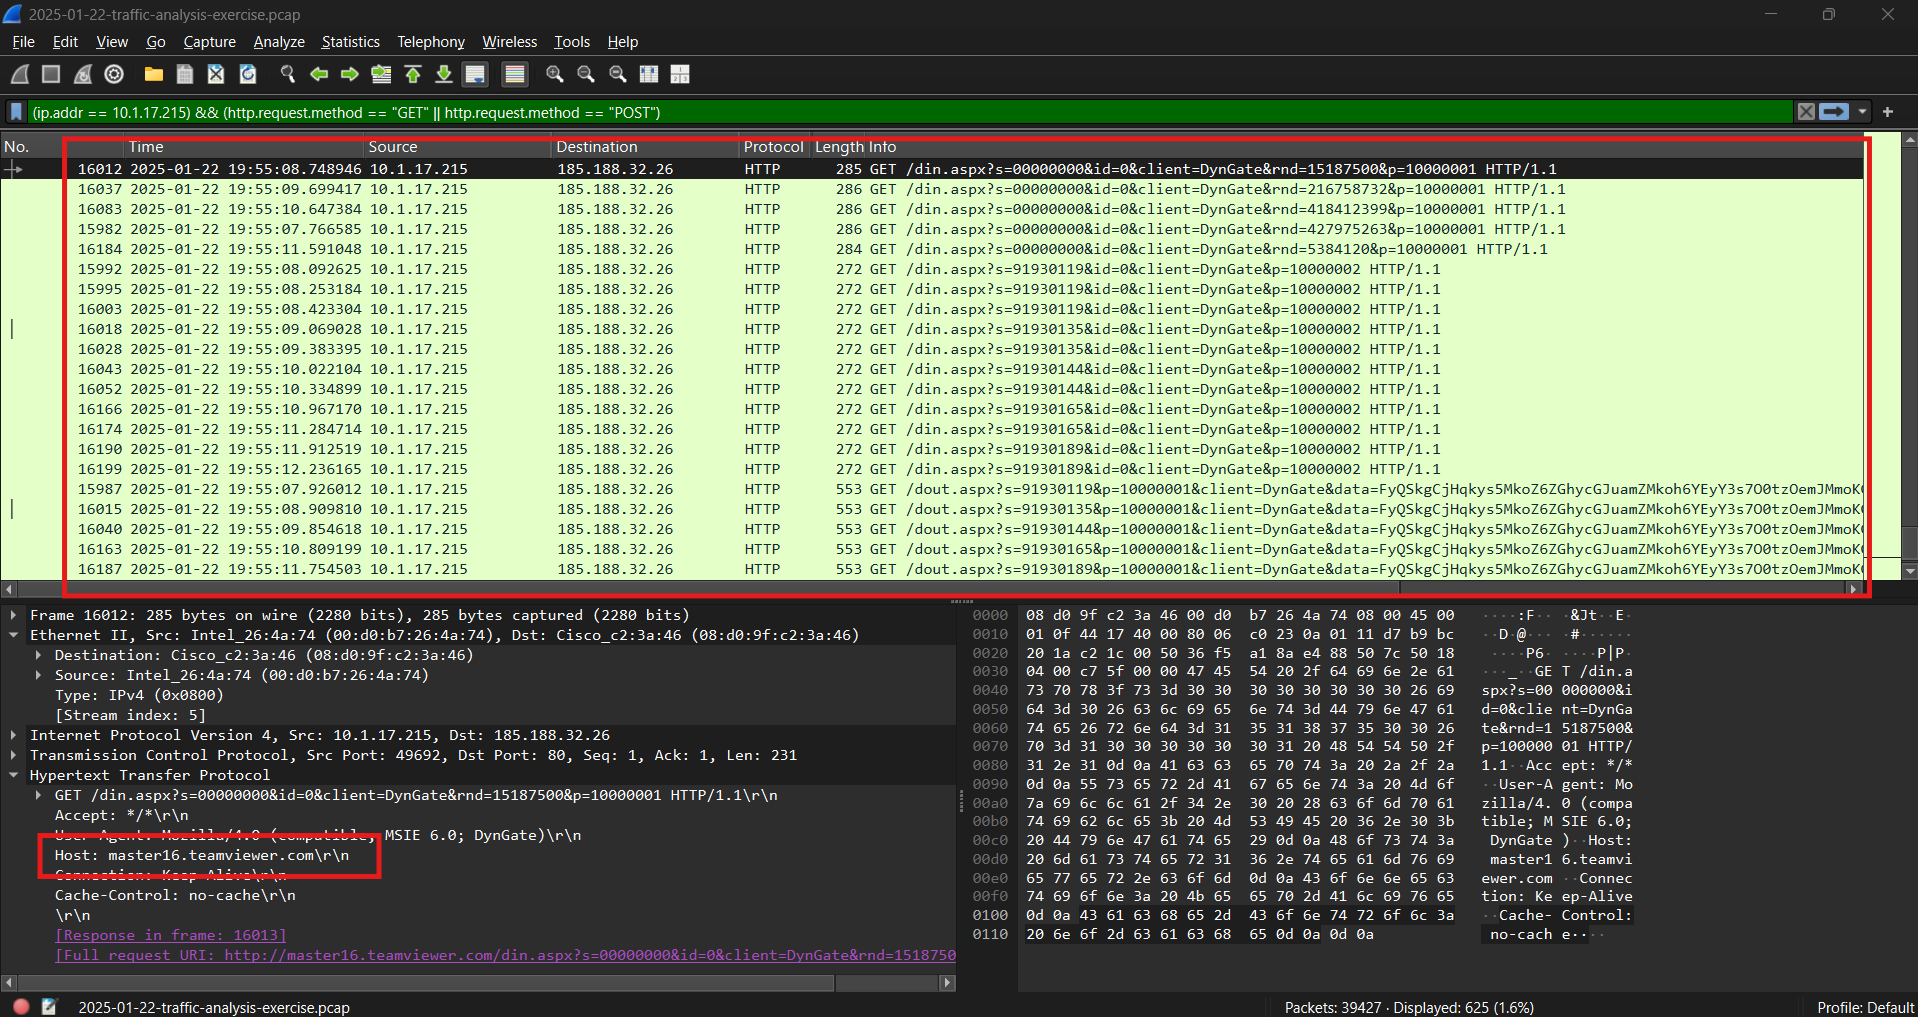 2025-01-22-traffic-analysis-exercise.pcap
File Edit View Go Capture Analyze Statistics Telephony Wireless Tools Help
(ip.addr == 10.1.17.215) && (http.request.method == "GET" || http.request.method == "POST")
No. Time Source Destination Protocol Length Info
16012 2025-01-22 19:55:08.748946 10.1.17.215 185.188.32.26 HTTP 285 GET /din.aspx?s=00000000&id=0&client=DynGate&rnd=15187500&p=10000001 HTTP/1.1
16037 2025-01-22 19:55:09.699417 10.1.17.215 185.188.32.26 HTTP 286 GET /din.aspx?s=00000000&id=0&client=DynGate&rnd=216758732&p=10000001 HTTP/1.1
16083 2025-01-22 19:55:10.647384 10.1.17.215 185.188.32.26 HTTP 286 GET /din.aspx?s=00000000&id=0&client=DynGate&rnd=418412399&p=10000001 HTTP/1.1
15982 2025-01-22 19:55:07.766585 10.1.17.215 185.188.32.26 HTTP 286 GET /din.aspx?s=00000000&id=0&client=DynGate&rnd=427975263&p=10000001 HTTP/1.1
16184 2025-01-22 19:55:11.591048 10.1.17.215 185.188.32.26 HTTP 284 GET /din.aspx?s=00000000&id=0&client=DynGate&rnd=5384120&p=10000001 HTTP/1.1
15992 2025-01-22 19:55:08.092625 10.1.17.215 185.188.32.26 HTTP 272 GET /din.aspx?s=91930119&id=0&client=DynGate&p=10000002 HTTP/1.1
15995 2025-01-22 19:55:08.253184 10.1.17.215 185.188.32.26 HTTP 272 GET /din.aspx?s=91930119&id=0&client=DynGate&p=10000002 HTTP/1.1
16003 2025-01-22 19:55:08.423304 10.1.17.215 185.188.32.26 HTTP 272 GET /din.aspx?s=91930119&id=0&client=DynGate&p=10000002 HTTP/1.1
16018 2025-01-22 19:55:09.069028 10.1.17.215 185.188.32.26 HTTP 272 GET /din.aspx?s=91930135&id=0&client=DynGate&p=10000002 HTTP/1.1
16028 2025-01-22 19:55:09.383395 10.1.17.215 185.188.32.26 HTTP 272 GET /din.aspx?s=91930135&id=0&client=DynGate&p=10000002 HTTP/1.1
16043 2025-01-22 19:55:10.022104 10.1.17.215 185.188.32.26 HTTP 272 GET /din.aspx?s=91930144&id=0&client=DynGate&p=10000002 HTTP/1.1
16052 2025-01-22 19:55:10.334899 10.1.17.215 185.188.32.26 HTTP 272 GET /din.aspx?s=91930144&id=0&client=DynGate&p=10000002 HTTP/1.1
16166 2025-01-22 19:55:10.967170 10.1.17.215 185.188.32.26 HTTP 272 GET /din.aspx?s=91930165&id=0&client=DynGate&p=10000002 HTTP/1.1
16174 2025-01-22 19:55:11.284714 10.1.17.215 185.188.32.26 HTTP 272 GET /din.aspx?s=91930165&id=0&client=DynGate&p=10000002 HTTP/1.1
16190 2025-01-22 19:55:11.912519 10.1.17.215 185.188.32.26 HTTP 272 GET /din.aspx?s=91930189&id=0&client=DynGate&p=10000002 HTTP/1.1
16199 2025-01-22 19:55:12.236165 10.1.17.215 185.188.32.26 HTTP 272 GET /din.aspx?s=91930189&id=0&client=DynGate&p=10000002 HTTP/1.1
15987 2025-01-22 19:55:07.926012 10.1.17.215 185.188.32.26 HTTP 553 GET /dout.aspx?s=91930119&p=10000001&client=DynGate&data=FyQSkgCjHqkys5MkoZ6ZGhycGJuamZMkoh6YEyY3s7O0tzOemJMmoK
16015 2025-01-22 19:55:08.909810 10.1.17.215 185.188.32.26 HTTP 553 GET /dout.aspx?s=91930135&p=10000001&client=DynGate&data=FyQSkgCjHqkys5MkoZ6ZGhycGJuamZMkoh6YEyY3s7O0tzOemJMmoK
16040 2025-01-22 19:55:09.854618 10.1.17.215 185.188.32.26 HTTP 553 GET /dout.aspx?s=91930144&p=10000001&client=DynGate&data=FyQSkgCjHqkys5MkoZ6ZGhycGJuamZMkoh6YEyY3s7O0tzOemJMmoK
16163 2025-01-22 19:55:10.809199 10.1.17.215 185.188.32.26 HTTP 553 GET /dout.aspx?s=91930165&p=10000001&client=DynGate&data=FyQSkgCjHqkys5MkoZ6ZGhycGJuamZMkoh6YEyY3s7O0tzOemJMmoK
16187 2025-01-22 19:55:11.754503 10.1.17.215 185.188.32.26 HTTP 553 GET /dout.aspx?s=91930189&p=10000001&client=DynGate&data=FyQSkgCjHqkys5MkoZ6ZGhycGJuamZMkoh6YEyY3s7O0tzOemJMmoK
Frame 16012: 285 bytes on wire (2280 bits), 285 bytes captured (2280 bits)
Ethernet II, Src: Intel_26:4a:74 (00:d0:b7:26:4a:74), Dst: Cisco_c2:3a:46 (08:d0:9f:c2:3a:46)
Destination: Cisco_c2:3a:46 (08:d0:9f:c2:3a:46)
Source: Intel_26:4a:74 (00:d0:b7:26:4a:74)
Type: IPv4 (0x0800)
[Stream index: 5]
Internet Protocol Version 4, Src: 10.1.17.215, Dst: 185.188.32.26
Transmission Control Protocol, Src Port: 49692, Dst Port: 80, Seq: 1, Ack: 1, Len: 231
Hypertext Transfer Protocol
GET /din.aspx?s=00000000&id=0&client=DynGate&rnd=15187500&p=10000001 HTTP/1.1\r\n
Accept: */*\r\n
User-Agent: Mozilla/4.0 (compatible; MSIE 6.0; DynGate)\r\n
Host: master16.teamviewer.com\r\n
Connection: Keep-Alive\r\n
Cache-Control: no-cache\r\n
\r\n
[Response in frame: 16013]
[Full request URI: http://master16.teamviewer.com/din.aspx?s=00000000&id=0&client=DynGate&rnd=1518750
0000 08 d0 9f c2 3a 46 00 d0 b7 26 4a 74 08 00 45 00 ····:F·· ·&Jt··E·
0010 01 0f 44 17 40 00 80 06 c0 23 0a 01 11 d7 b9 bc ··D·@··· ·#······
0020 20 1a c2 1c 00 50 36 f5 a1 8a e4 88 50 7c 50 18 ····P6· ····P|P·
0030 04 00 c7 5f 00 00 47 45 54 20 2f 64 69 6e 2e 61 ···_··GE T /din.a
0040 73 70 78 3f 73 3d 30 30 30 30 30 30 30 30 26 69 spx?s=00 000000&i
0050 64 3d 30 26 63 6c 69 65 6e 74 3d 44 79 6e 47 61 d=0&clie nt=DynGa
0060 74 65 26 72 6e 64 3d 31 35 31 38 37 35 30 30 26 te&rnd=1 5187500&
0070 70 3d 31 30 30 30 30 30 30 31 20 48 54 54 50 2f p=100000 01 HTTP/
0080 31 2e 31 0d 0a 41 63 63 65 70 74 3a 20 2a 2f 2a 1.1··Acc ept: */*
0090 0d 0a 55 73 65 72 2d 41 67 65 6e 74 3a 20 4d 6f ··User-A gent: Mo
00a0 7a 69 6c 6c 61 2f 34 2e 30 20 28 63 6f 6d 70 61 zilla/4. 0 (compa
00b0 74 69 62 6c 65 3b 20 4d 53 49 45 20 36 2e 30 3b tible; M SIE 6.0;
00c0 20 44 79 6e 47 61 74 65 29 0d 0a 48 6f 73 74 3a DynGate )··Host:
00d0 20 6d 61 73 74 65 72 31 36 2e 74 65 61 6d 76 69 master1 6.teamvi
00e0 65 77 65 72 2e 63 6f 6d 0d 0a 43 6f 6e 6e 65 63 ewer.com ··Connec
00f0 74 69 6f 6e 3a 20 4b 65 65 70 2d 41 6c 69 76 65 tion: Ke ep-Alive
0100 0d 0a 43 61 63 68 65 2d 43 6f 6e 74 72 6f 6c 3a ··Cache- Control:
0110 20 6e 6f 2d 63 61 63 68 65 0d 0a 0d 0a no-cach e····
2025-01-22-traffic-analysis-exercise.pcap Packets: 39427 · Displayed: 625 (1.6%) Profile: Default